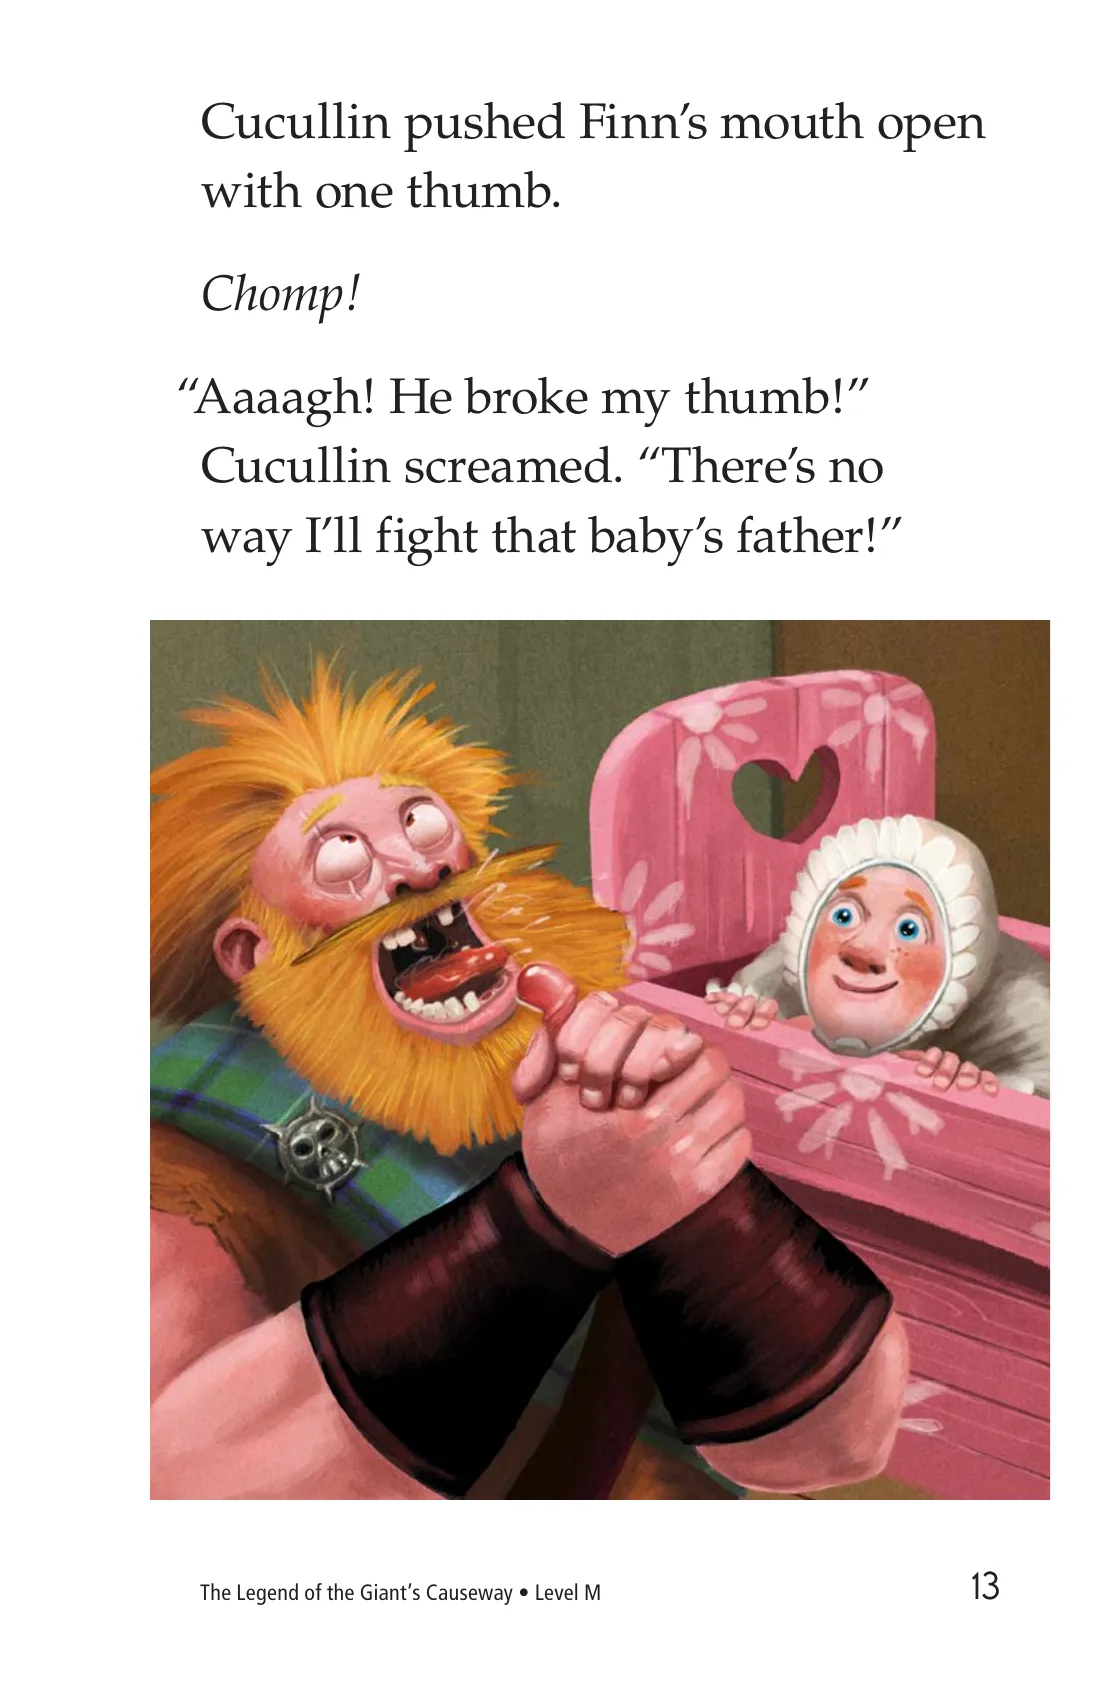 Cucullin pushed Finn’s mouth open
with one thumb.
Chomp!
“Aaaagh! He broke my thumb!”
Cucullin screamed. “There’s no
way I’ll fight that baby’s father!”
The Legend of the Giant’s Causeway • Level M
13